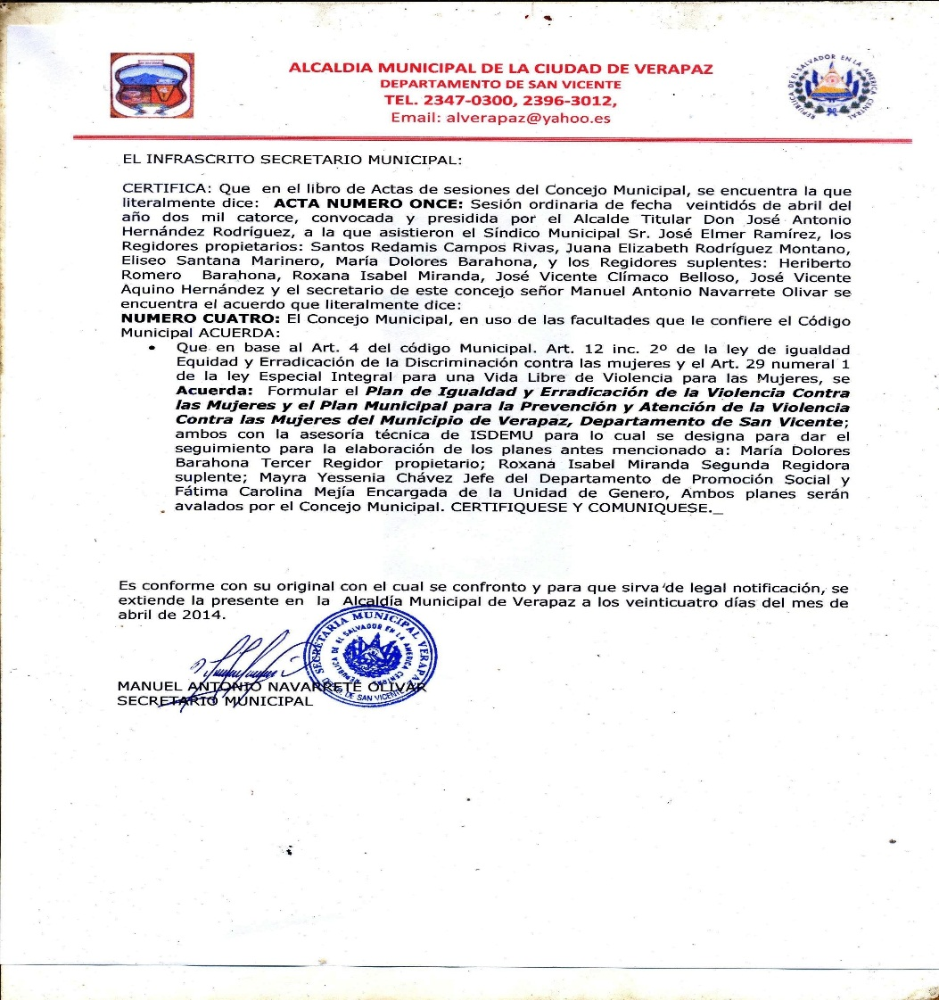 ALCALDIA MUNICIPAL DE LA CIUDAD DE VERAPAZ
DEPARTAMENTO DE SAN VICENTE
TEL. 2347-0300, 2396-3012,
Email: alverapaz@yahoo.es
REPUBLICA DE EL SALVADOR EN LA AMERICA CENTRAL
EL INFRASCRITO SECRETARIO MUNICIPAL:
CERTIFICA: Que en el libro de Actas de sesiones del Concejo Municipal, se encuentra la que
literalmente dice: ACTA NUMERO ONCE: Sesión ordinaria de fecha veintidós de abril del
año dos mil catorce, convocada y presidida por el Alcalde Titular Don José Antonio
Hernández Rodríguez, a la que asistieron el Síndico Municipal Sr. José Elmer Ramírez, los
Regidores propietarios: Santos Redamis Campos Rivas, Juana Elizabeth Rodríguez Montano,
Eliseo Santana Marinero, María Dolores Barahona, y los Regidores suplentes: Heriberto
Romero Barahona, Roxana Isabel Miranda, José Vicente Clímaco Belloso, José Vicente
Aquino Hernández y el secretario de este concejo señor Manuel Antonio Navarrete Olivar se
encuentra el acuerdo que literalmente dice:
NUMERO CUATRO: El Concejo Municipal, en uso de las facultades que le confiere el Código
Municipal ACUERDA:
• Que en base al Art. 4 del código Municipal. Art. 12 inc. 2º de la ley de igualdad
Equidad y Erradicación de la Discriminación contra las mujeres y el Art. 29 numeral 1
de la ley Especial Integral para una Vida Libre de Violencia para las Mujeres, se
Acuerda: Formular el Plan de Igualdad y Erradicación de la Violencia Contra
las Mujeres y el Plan Municipal para la Prevención y Atención de la Violencia
Contra las Mujeres del Municipio de Verapaz, Departamento de San Vicente;
ambos con la asesoría técnica de ISDEMU para lo cual se designa para dar el
seguimiento para la elaboración de los planes antes mencionado a: María Dolores
Barahona Tercer Regidor propietario; Roxana Isabel Miranda Segunda Regidora
suplente; Mayra Yessenia Chávez Jefe del Departamento de Promoción Social y
Fátima Carolina Mejía Encargada de la Unidad de Genero, Ambos planes serán
avalados por el Concejo Municipal. CERTIFIQUESE Y COMUNIQUESE._
Es conforme con su original con el cual se confronto y para que sirva de legal notificación, se
extiende la presente en la Alcaldía Municipal de Verapaz a los veinticuatro días del mes de
abril de 2014.
SECRETARIA MUNICIPAL VERAPAZ
REPUBLICA DE EL SALVADOR EN LA AMERICA CENTRAL
DPTO. DE SAN VICENTE
MANUEL ANTONIO NAVARRETE OLIVAR
SECRETARIO MUNICIPAL